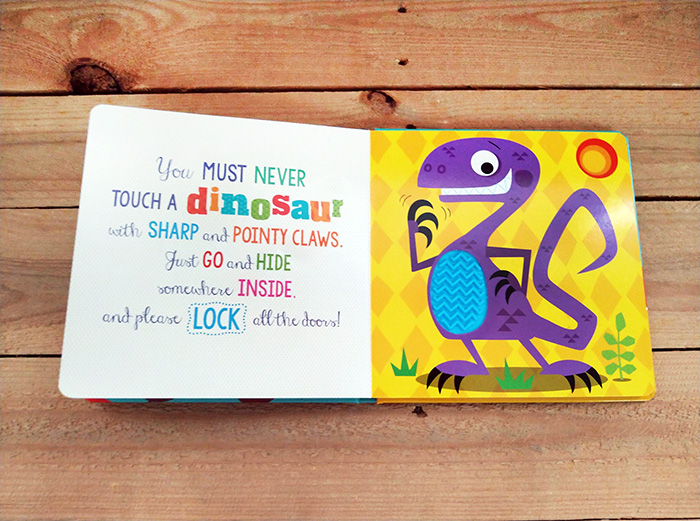 You MUST NEVER
TOUCH A dinosaur
with SHARP and POINTY CLAWS.
Just GO and HIDE
somewhere INSIDE,
and please LOCK all the doors!